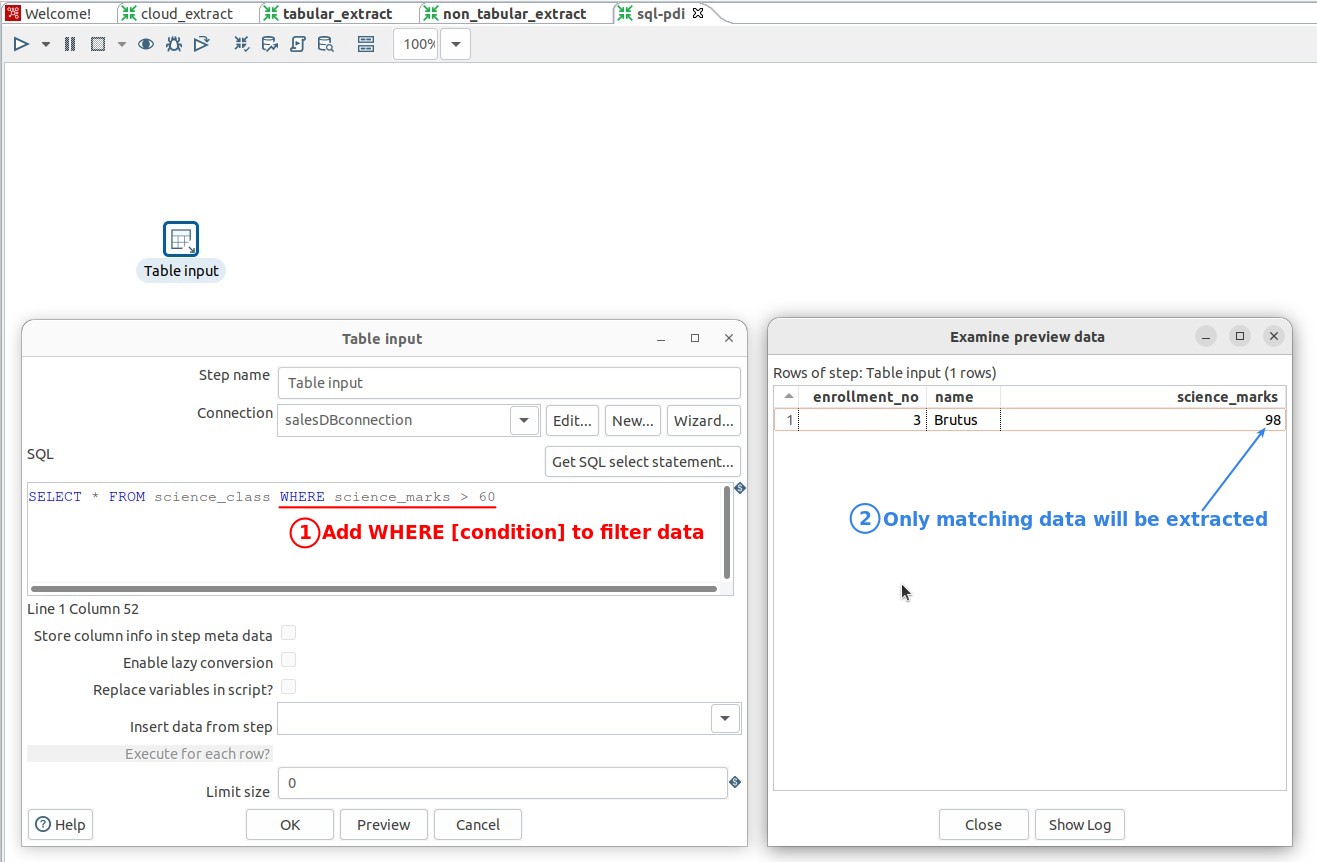 Welcome! cloud_extract tabular_extract non_tabular_extract sql-pdi
100%
Table input
Table input
Step name Table input
Connection salesDBconnection Edit... New... Wizard...
SQL
Get SQL select statement...
SELECT * FROM science_class WHERE science_marks > 60
1 Add WHERE [condition] to filter data
Line 1 Column 52
Store column info in step meta data
Enable lazy conversion
Replace variables in script?
Insert data from step
Execute for each row?
Limit size 0
Help OK Preview Cancel
Examine preview data
Rows of step: Table input (1 rows)
enrollment_no name science_marks
1 3 Brutus 98
2 Only matching data will be extracted
Close Show Log